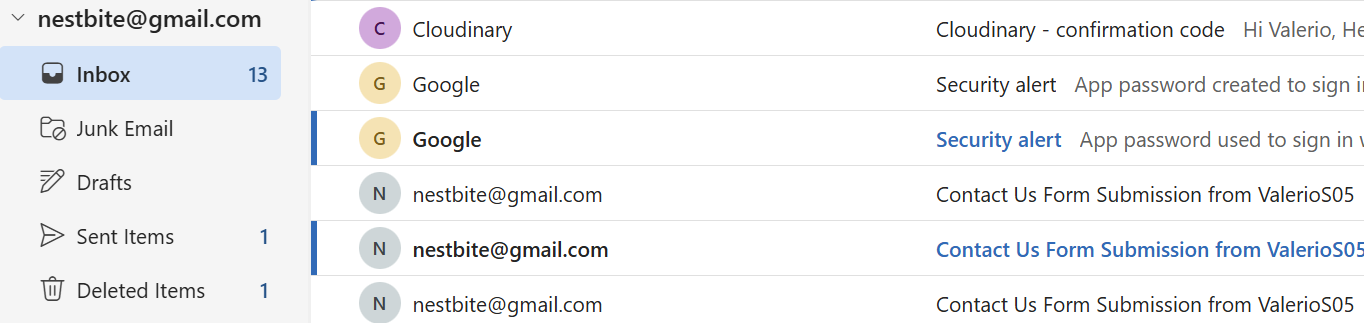 nestbite@gmail.com
Inbox 13
Junk Email
Drafts
Sent Items 1
Deleted Items 1
C Cloudinary Cloudinary - confirmation code Hi Valerio, He
G Google Security alert App password created to sign i
G Google Security alert App password used to sign in w
N nestbite@gmail.com Contact Us Form Submission from ValerioS05
N nestbite@gmail.com Contact Us Form Submission from ValerioS05
N nestbite@gmail.com Contact Us Form Submission from ValerioS05